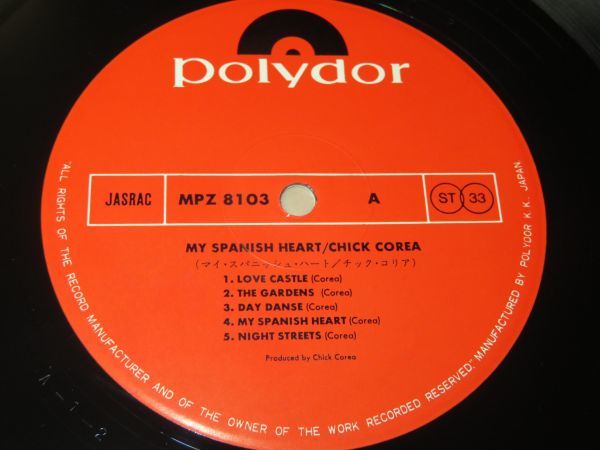 polydor
JASRAC
MPZ 8103
A
ST 33
MY SPANISH HEART/CHICK COREA
(マイ・スパニッシュ・ハート/チック・コリア)
1. LOVE CASTLE (Corea)
2. THE GARDENS (Corea)
3. DAY DANSE (Corea)
4. MY SPANISH HEART (Corea)
5. NIGHT STREETS (Corea)
Produced by Chick Corea
"ALL RIGHTS OF THE RECORD MANUFACTURER AND OF THE OWNER OF THE WORK RECORDED RESERVED." MANUFACTURED BY POLYDOR K.K. JAPAN